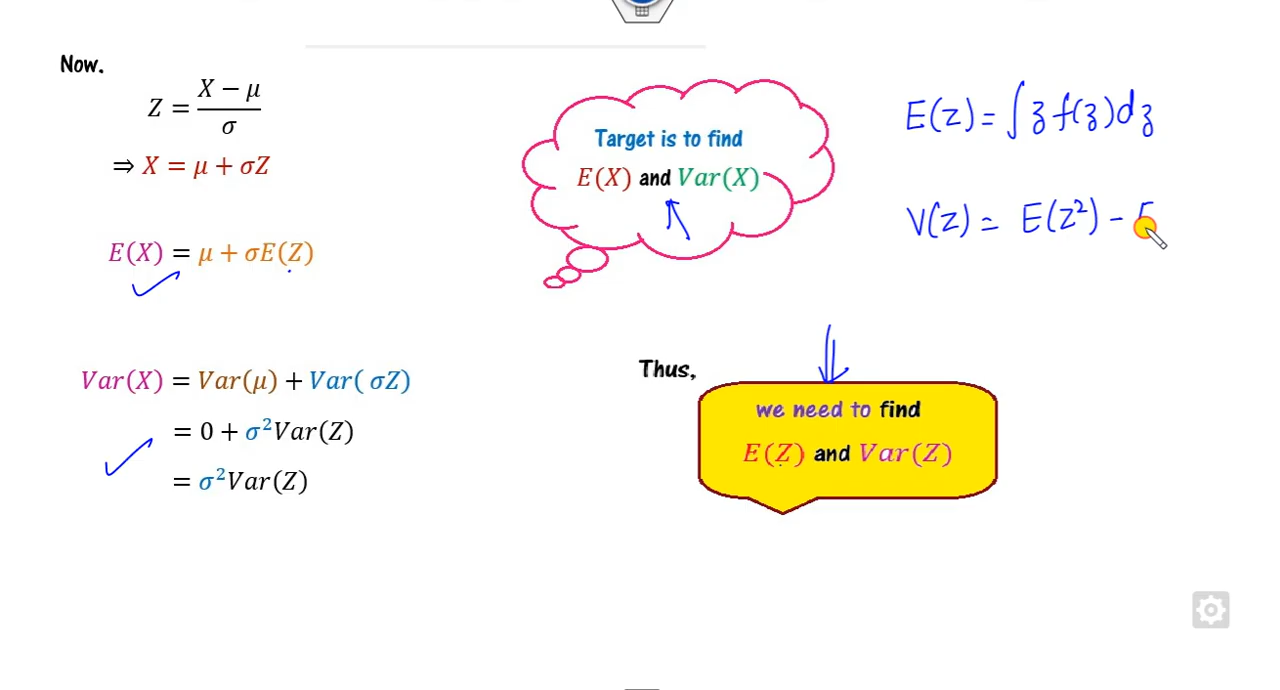 Now.
Z = (X − μ)/σ
⇒ X = μ + σZ
E(X) = μ + σE(Z)
Var(X) = Var(μ) + Var( σZ)
= 0 + σ²Var(Z)
= σ²Var(Z)
Target is to find
E(X) and Var(X)
Thus,
we need to find
E(Z) and Var(Z)
E(Z) = ∫ z f(z) dz
V(Z) = E(Z²) −